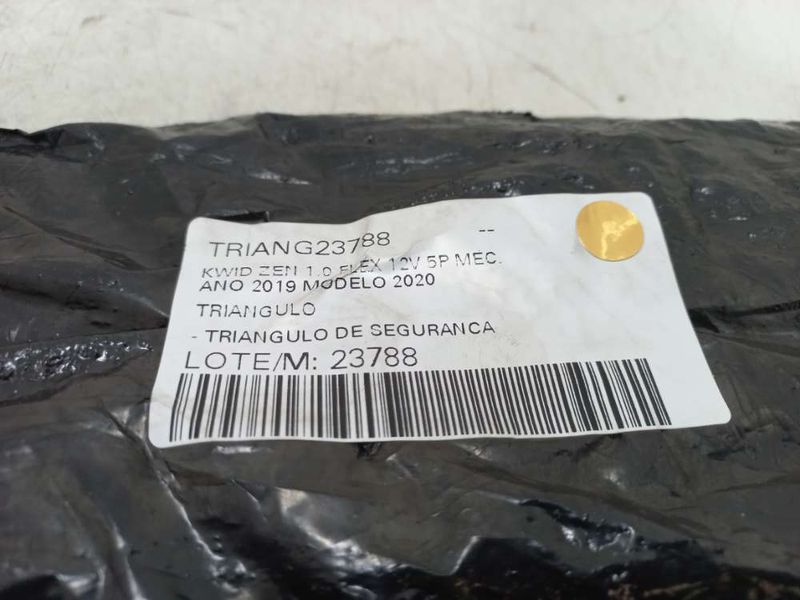 TRIANG23788 --
KWID ZEN 1.0 FLEX 12V 5P MEC.
ANO 2019 MODELO 2020
TRIANGULO
- TRIANGULO DE SEGURANCA
LOTE/M: 23788